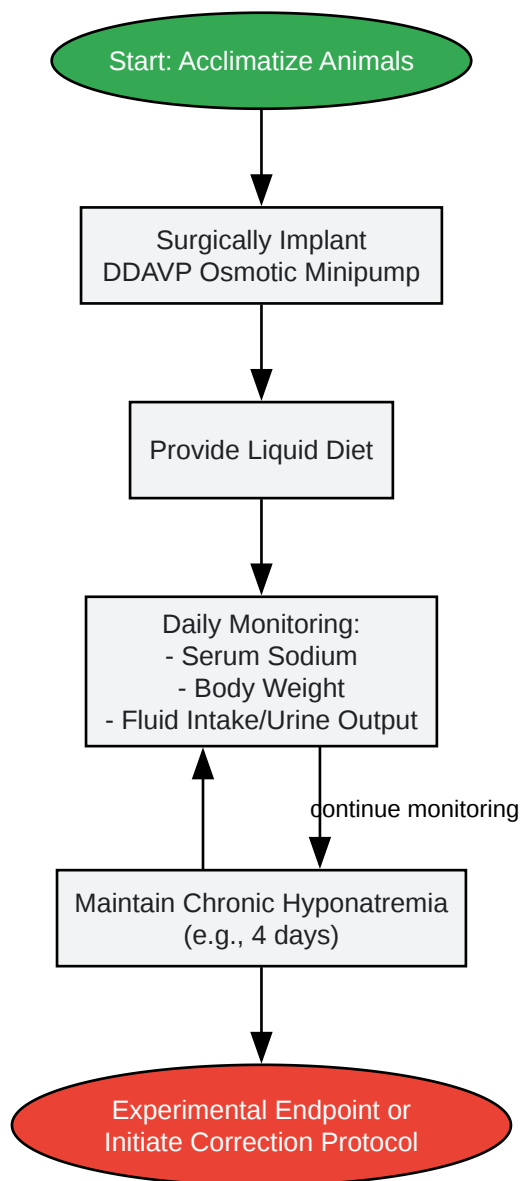 Start: Acclimatize Animals
Surgically Implant
DDAVP Osmotic Minipump
Provide Liquid Diet
Daily Monitoring:
- Serum Sodium
- Body Weight
- Fluid Intake/Urine Output
continue monitoring
Maintain Chronic Hyponatremia
(e.g., 4 days)
Experimental Endpoint or
Initiate Correction Protocol